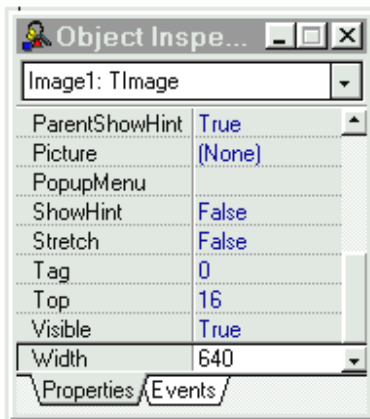 Object Inspe...
Image1: TImage
ParentShowHint True
Picture (None)
PopupMenu
ShowHint False
Stretch False
Tag 0
Top 16
Visible True
Width 640
Properties Events